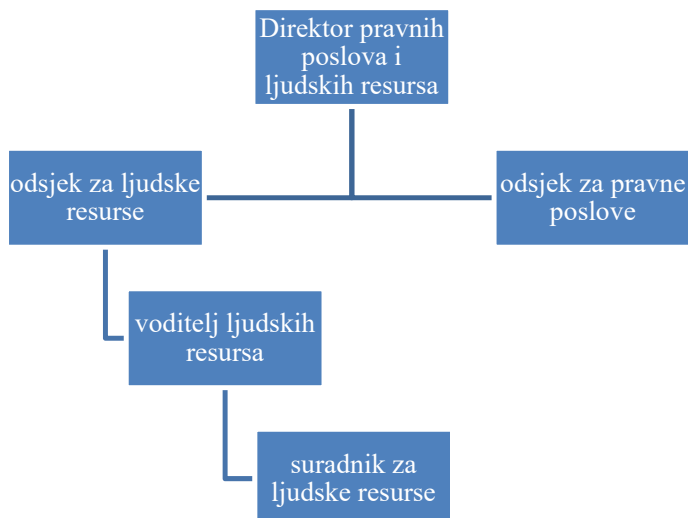 Direktor pravnih
poslova i
ljudskih resursa
odsjek za ljudske
resurse
odsjek za pravne
poslove
voditelj ljudskih
resursa
suradnik za
ljudske resurse